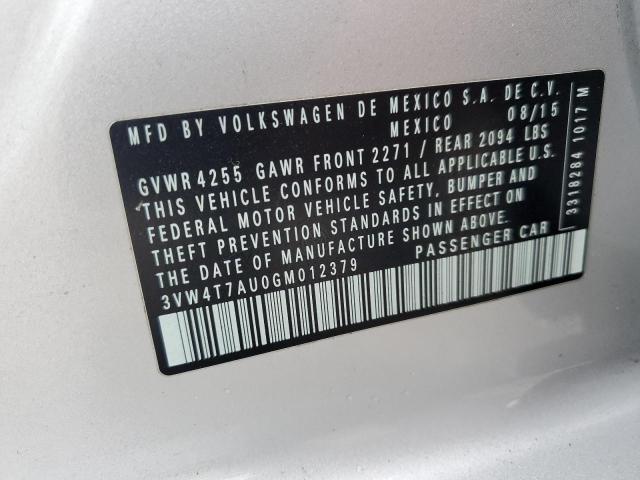 MFD BY VOLKSWAGEN DE MEXICO S.A. DE C.V.
MEXICO 08/15
GVWR 4255 GAWR FRONT 2271 / REAR 2094 LBS
THIS VEHICLE CONFORMS TO ALL APPLICABLE U.S.
FEDERAL MOTOR VEHICLE SAFETY, BUMPER AND
THEFT PREVENTION STANDARDS IN EFFECT ON
THE DATE OF MANUFACTURE SHOWN ABOVE.
3VW4T7AU0GM012379 PASSENGER CAR
3318284 1017 M